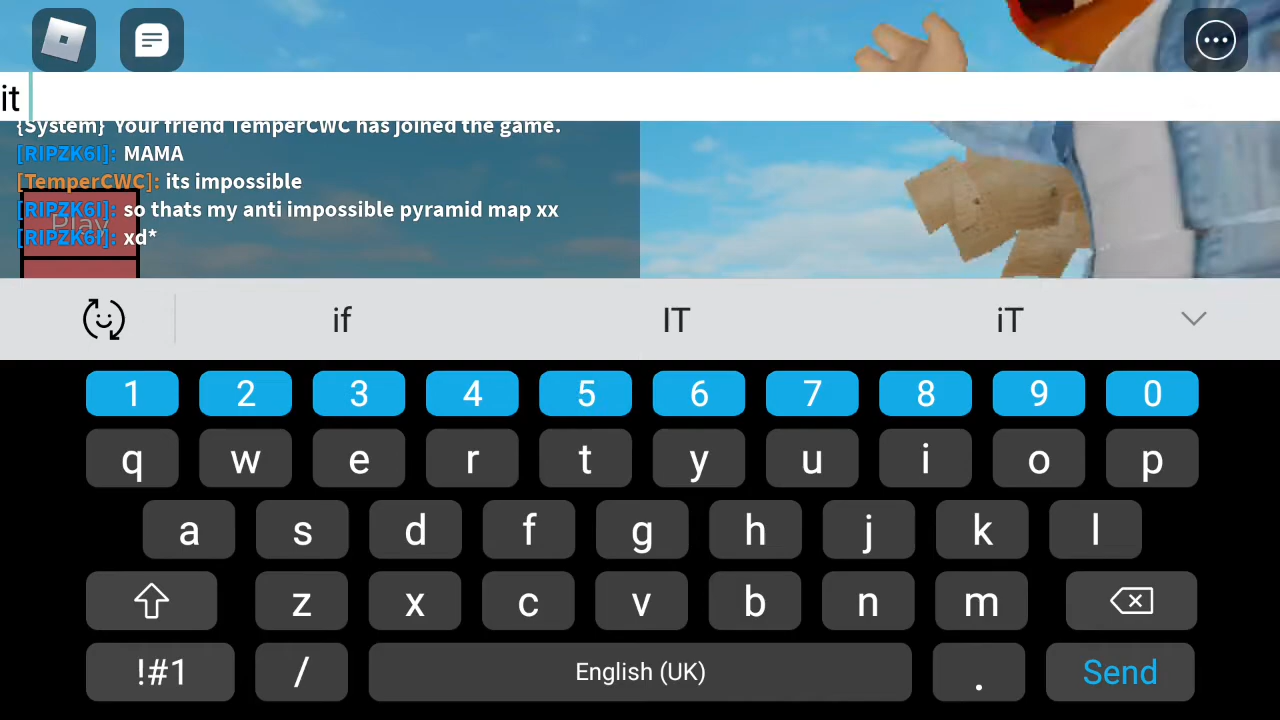 it
{System} Your friend TemperCWC has joined the game.
[RIPZK6I]: MAMA
[TemperCWC]: its impossible
[RIPZK6I]: so thats my anti impossible pyramid map xx
Play
[RIPZK6I]: xd*
if IT iT
1 2 3 4 5 6 7 8 9 0
q w e r t y u i o p
a s d f g h j k l
z x c v b n m
!#1 / English (UK) . Send